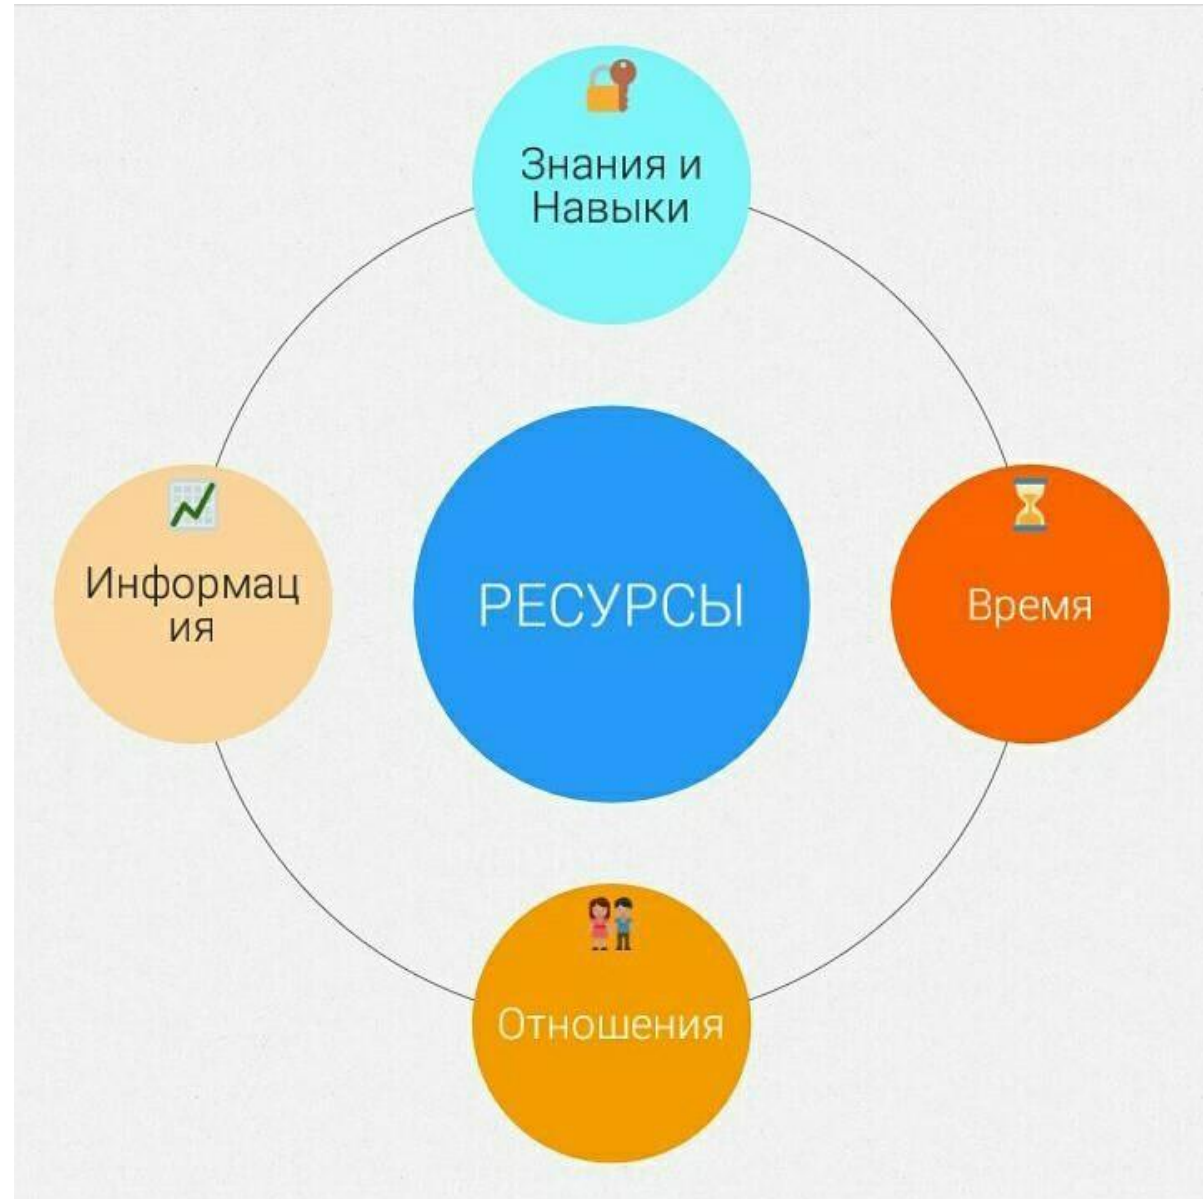 Знания и
Навыки
Информац
ия
РЕСУРСЫ
Время
Отношения